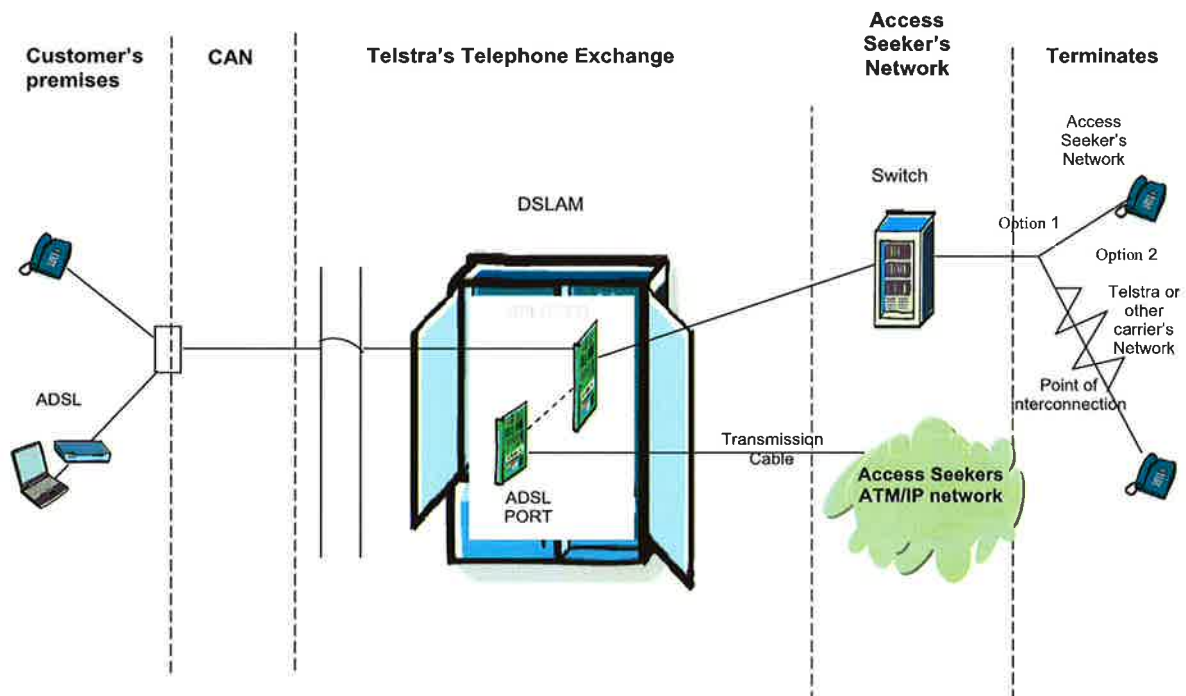 Customer's
premises
CAN
Telstra's Telephone Exchange
Access
Seeker's
Network
Terminates
Access
Seeker's
Network
Switch
DSLAM
Option 1
Option 2
Telstra or
other
carrier's
Network
Point of
nterconnection
ADSL
Transmission
Cable
Access Seekers
ATM/IP network
ADSL
PORT